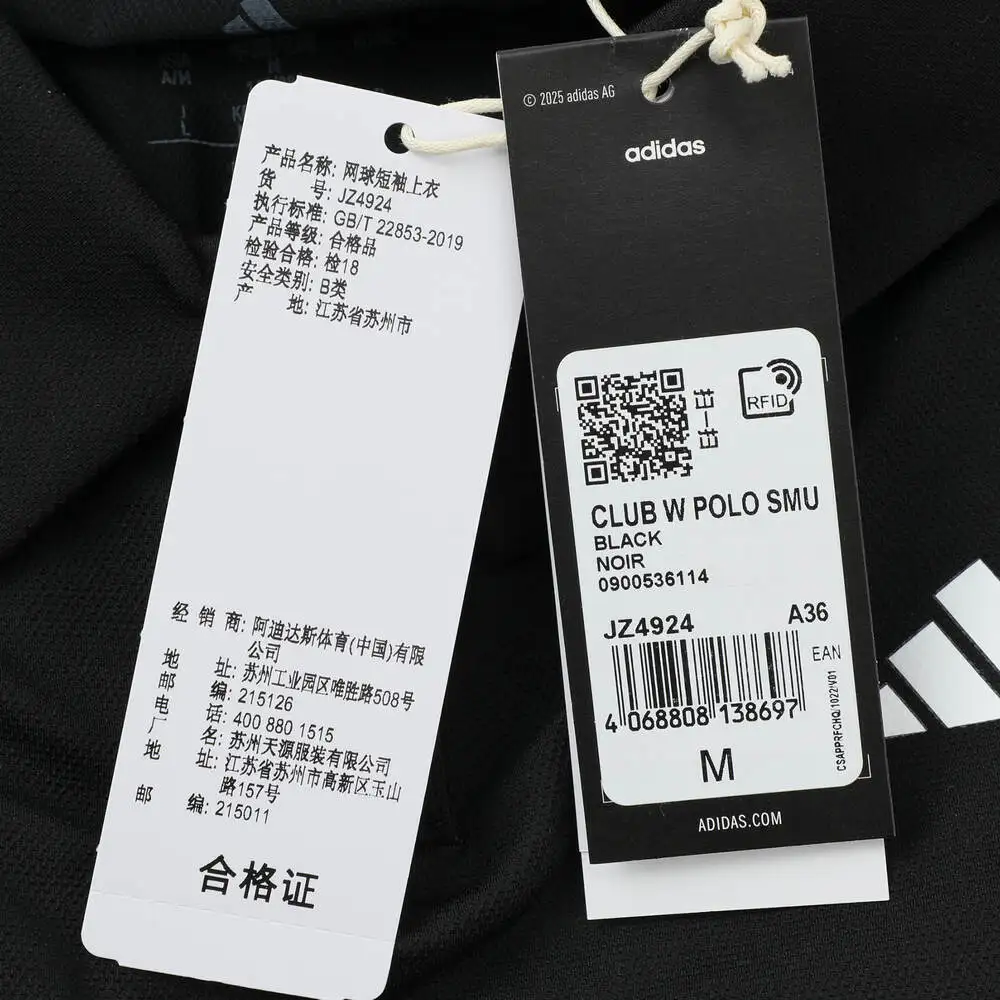 产品名称: 网球短袖上衣
货 号: JZ4924
执行标准: GB/T 22853-2019
产品等级: 合格品
检验合格: 检18
安全类别: B类
产 地: 江苏省苏州市
经 销 商: 阿迪达斯体育(中国)有限
公司
地 址: 苏州工业园区唯胜路508号
邮 编: 215126
电 话: 400 880 1515
厂 名: 苏州天源服装有限公司
地 址: 江苏省苏州市高新区玉山
路157号
邮 编: 215011
合格证
© 2025 adidas AG
adidas
扫一扫
RFID
CLUB W POLO SMU
BLACK
NOIR
0900536114
JZ4924 A36
EAN
4 068808 138697
CSAPPRFCHQ/1022/V01
M
ADIDAS.COM